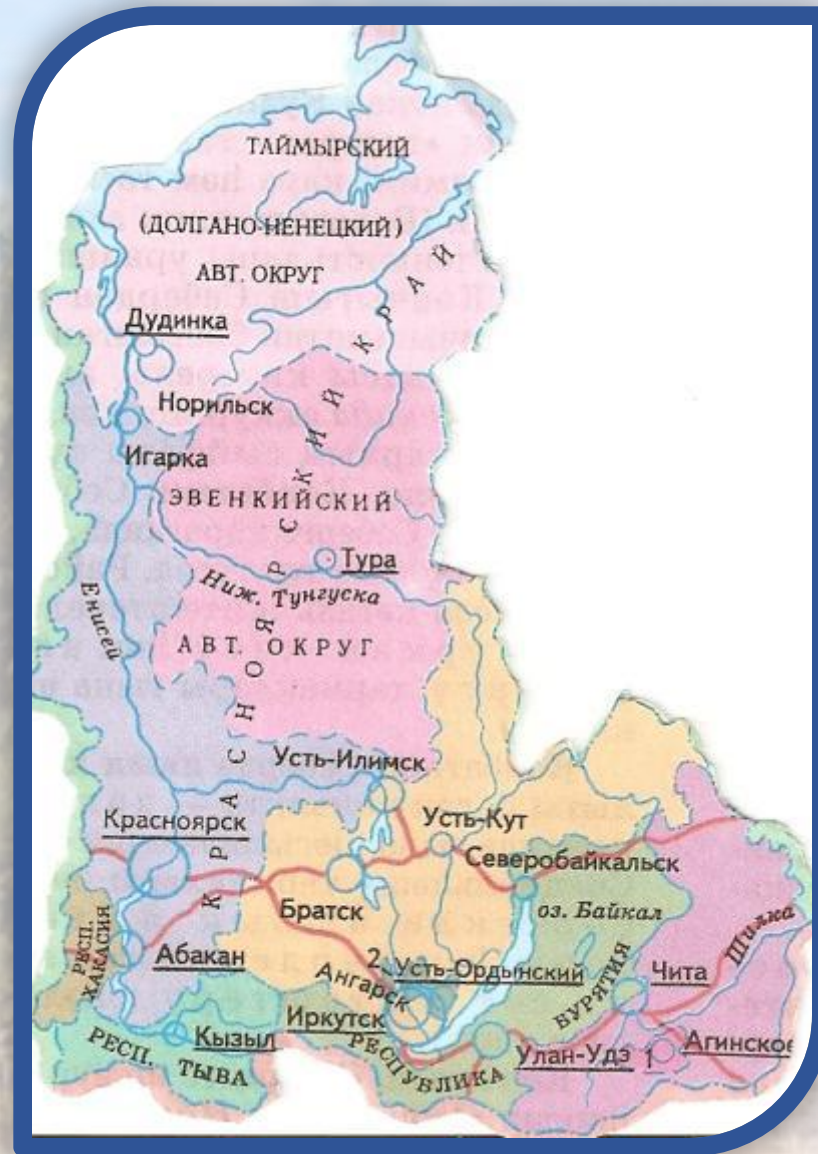 ТАЙМЫРСКИЙ
(ДОЛГАНО-НЕНЕЦКИЙ)
АВТ. ОКРУГ
КРАСНОЯРСКИЙ КРАЙ
Дудинка
Норильск
Игарка
ЭВЕНКИЙСКИЙ
Тура
Ниж. Тунгуска
Енисей
АВТ. ОКРУГ
Усть-Илимск
Красноярск
Усть-Кут
Северобайкальск
Братск
оз. Байкал
РЕСП. ХАКАСИЯ
Абакан
2
Усть-Ордынский
Чита
Шилка
Ангарск
БУРЯТИЯ
Иркутск
Кызыл
РЕСП. ТЫВА
РЕСПУБЛИКА
Улан-Удэ
1
Агинское